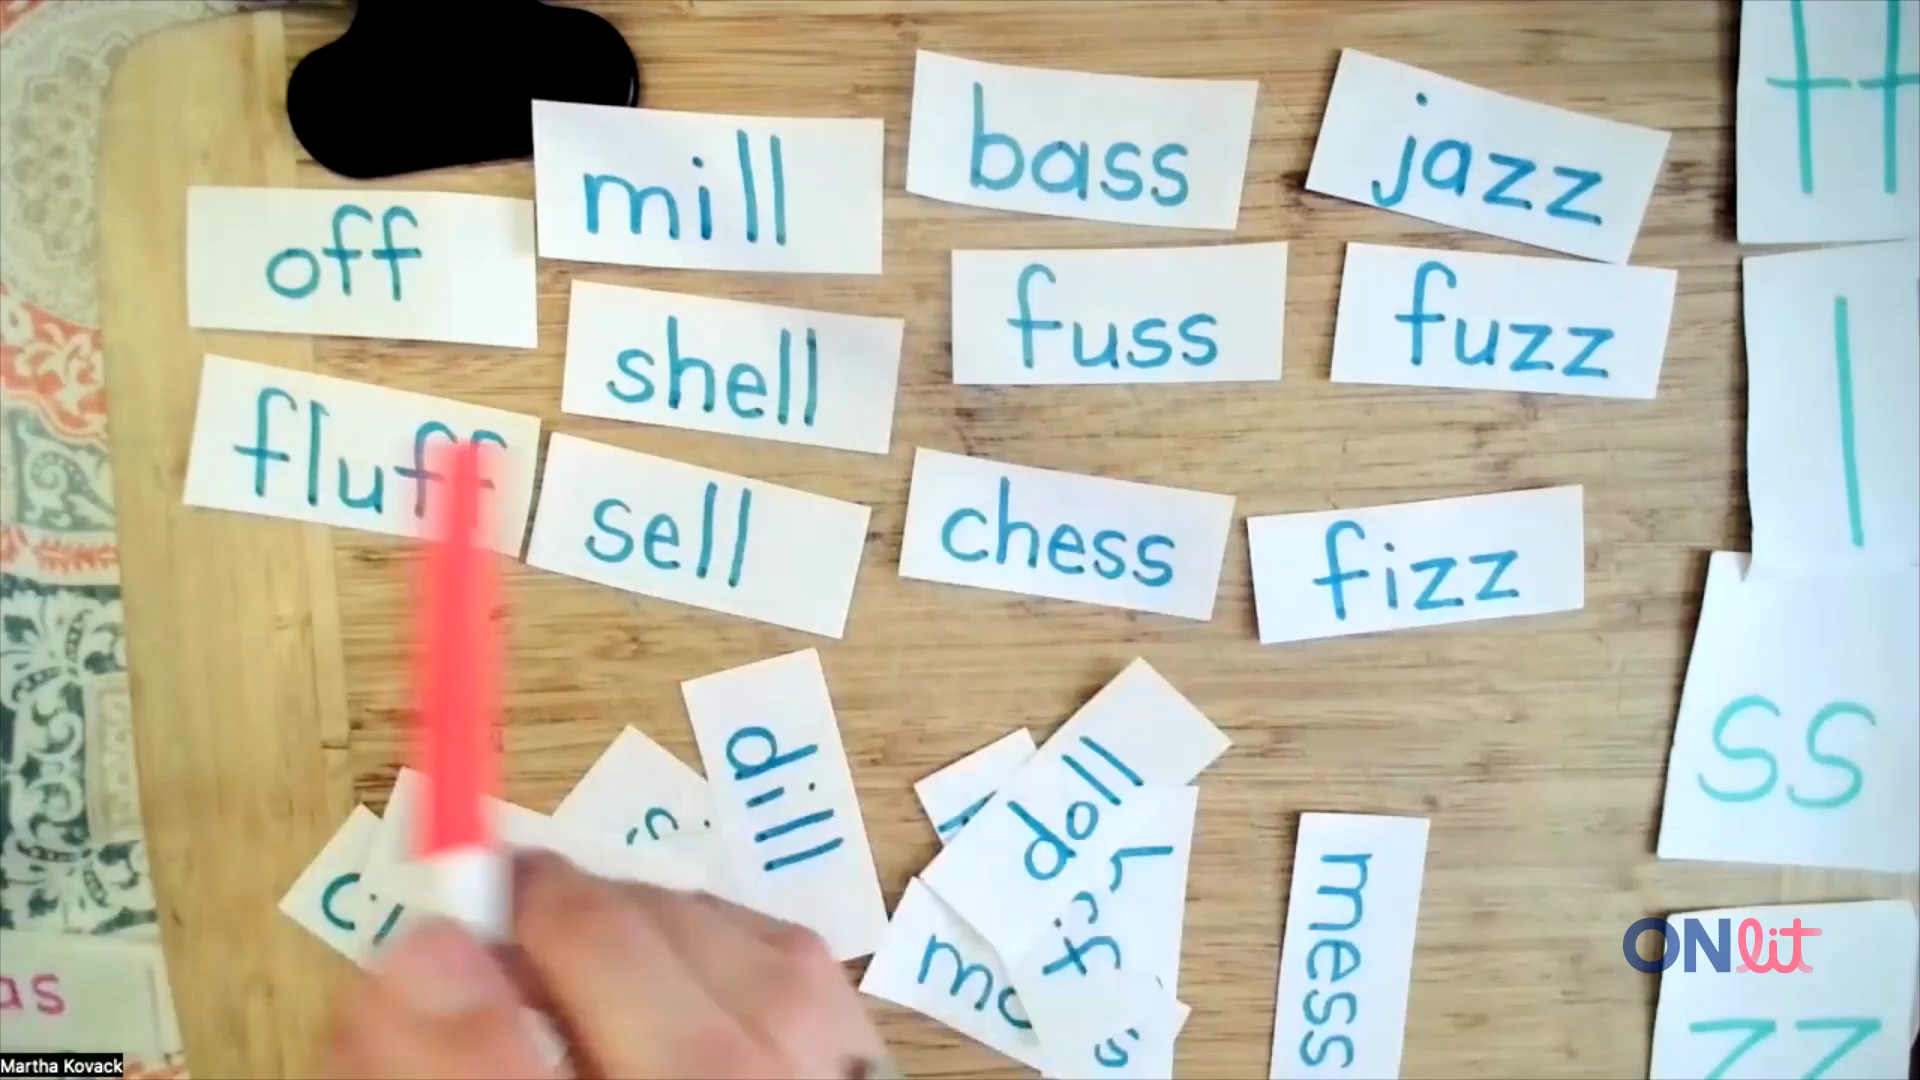 off
fluff
mill
shell
sell
bass
fuss
chess
jazz
fuzz
fizz
dill
doll
mess
ff
ss
zz
as
ONlit
Martha Kovack